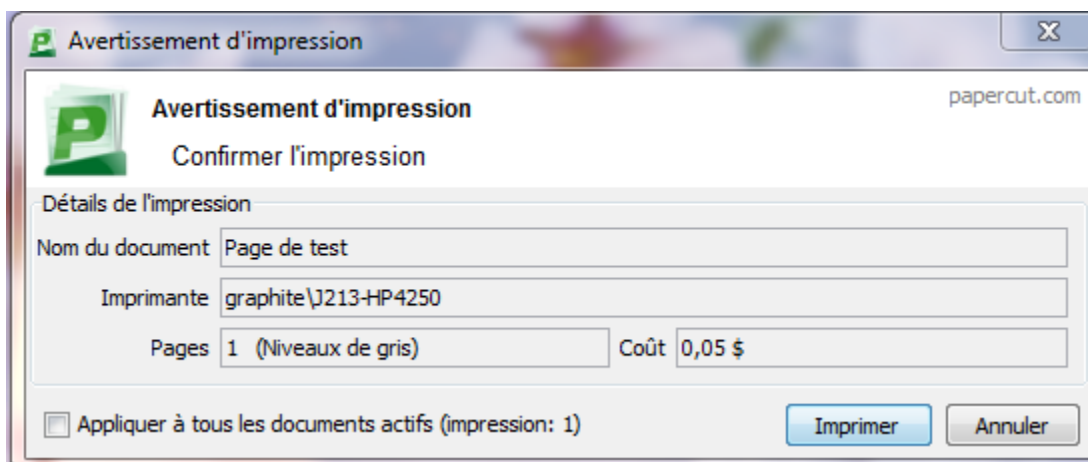 Avertissement d'impression
Avertissement d'impression
papercut.com
Confirmer l'impression
Détails de l'impression
Nom du document Page de test
Imprimante graphite\J213-HP4250
Pages 1 (Niveaux de gris) Coût 0,05 $
Appliquer à tous les documents actifs (impression: 1) Imprimer Annuler